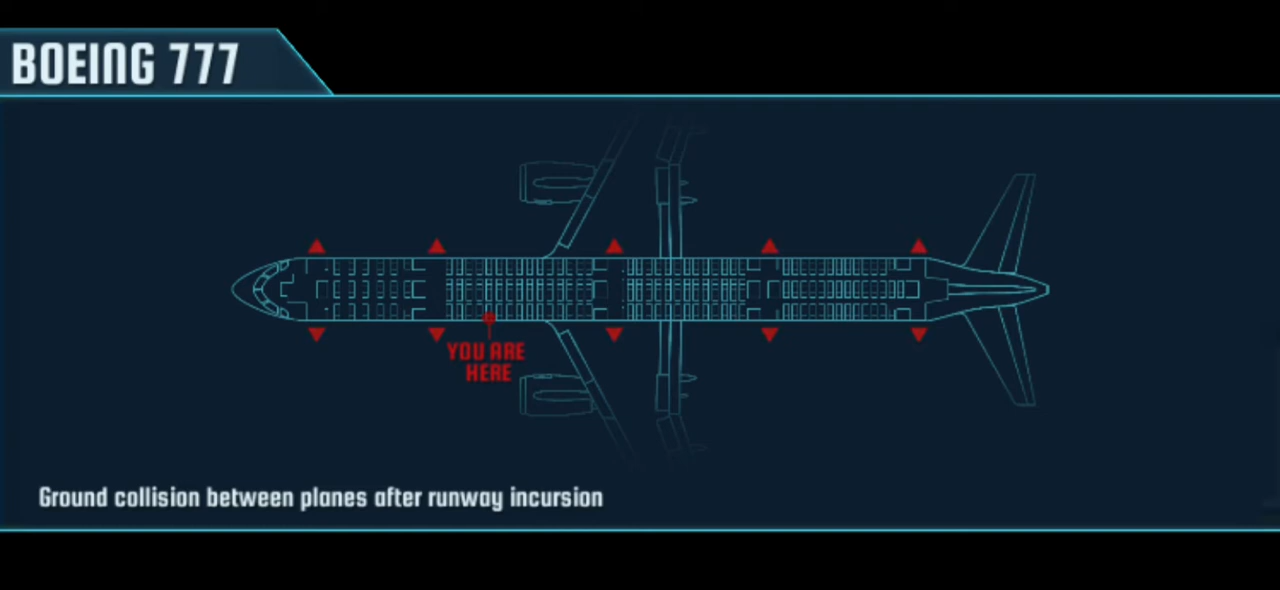 BOEING 777
YOU ARE
HERE
Ground collision between planes after runway incursion